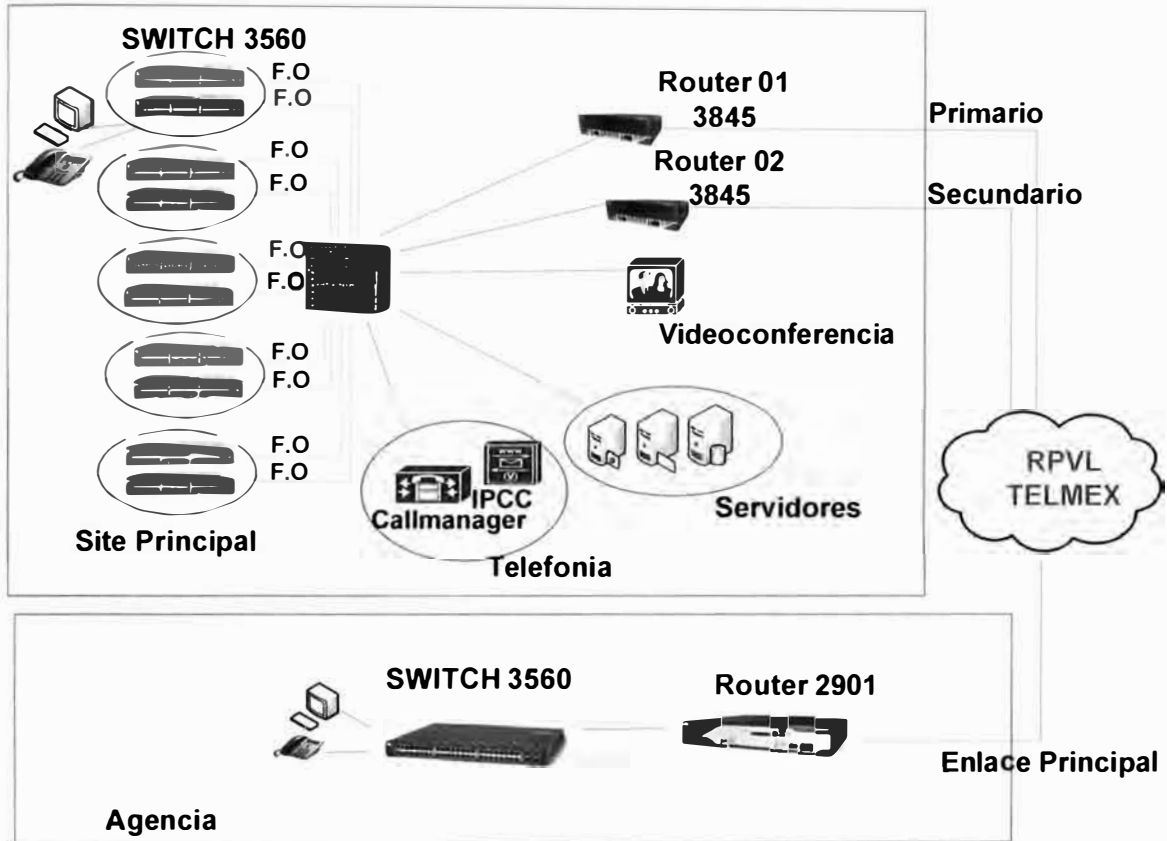 SWITCH 3560
F.O
F.O
F.O
F.O
F.O
F.O
F.O
F.O
F.O
F.O
Router 01
3845
Primario
Router 02
3845
Secundario
Videoconferencia
WWW
IPCC
Callmanager
Telefonia
Servidores
Site Principal
RPVL
TELMEX
SWITCH 3560
Router 2901
Enlace Principal
Agencia